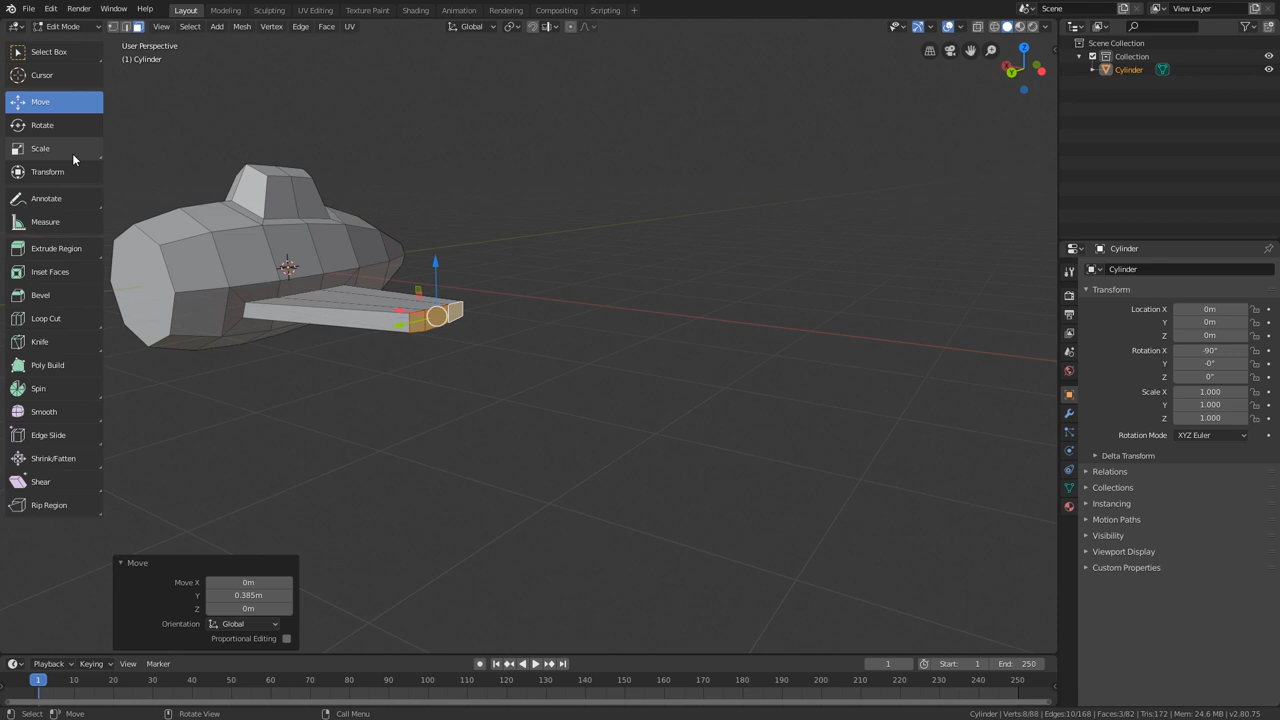 File Edit Render Window Help Layout Modeling Sculpting UV Editing Texture Paint Shading Animation Rendering Compositing Scripting Scene View Layer
Edit Mode View Select Add Mesh Vertex Edge Face UV Global
User Perspective
(1) Cylinder
Select Box
Cursor
Move
Rotate
Scale
Transform
Annotate
Measure
Extrude Region
Inset Faces
Bevel
Loop Cut
Knife
Poly Build
Spin
Smooth
Edge Slide
Shrink/Fatten
Shear
Rip Region
Z
X
Y
Move
Move X 0m
Y 0.385m
Z 0m
Orientation Global
Proportional Editing
Scene Collection
Collection
Cylinder
Cylinder
Cylinder
Transform
Location X 0m
Y 0m
Z 0m
Rotation X -90°
Y -0°
Z 0°
Scale X 1.000
Y 1.000
Z 1.000
Rotation Mode XYZ Euler
Delta Transform
Relations
Collections
Instancing
Motion Paths
Visibility
Viewport Display
Custom Properties
Playback Keying View Marker 1 Start: 1 End: 250
1 10 20 30 40 50 60 70 80 90 100 110 120 130 140 150 160 170 180 190 200 210 220 230 240 250
Select Move Rotate View Call Menu Cylinder | Verts:8/88 | Edges:10/168 | Faces:3/82 | Tris:172 | Mem: 24.6 MB | v2.80.75